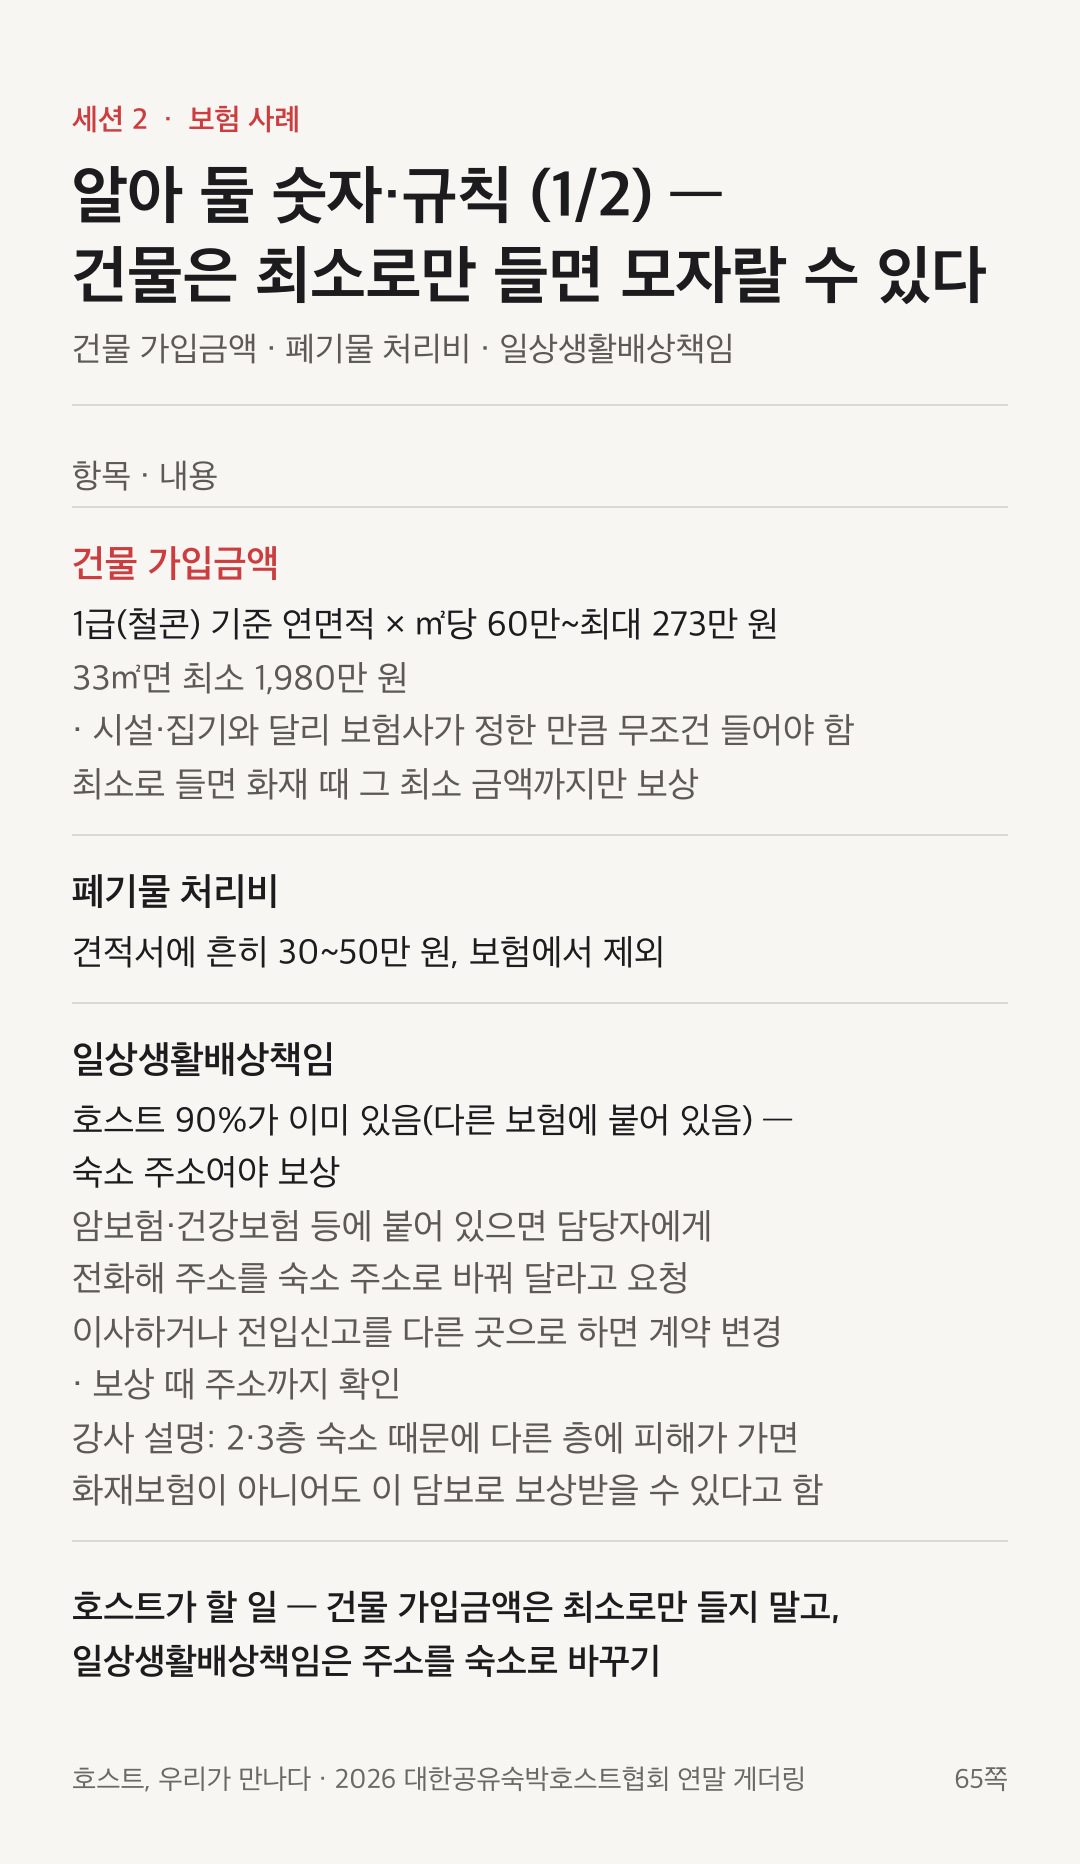 세션 2 · 보험 사례
알아 둘 숫자·규칙 (1/2) —
건물은 최소로만 들면 모자랄 수 있다
건물 가입금액 · 폐기물 처리비 · 일상생활배상책임
항목 · 내용
건물 가입금액
1급(철콘) 기준 연면적 × ㎡당 60만~최대 273만 원
33㎡면 최소 1,980만 원
· 시설·집기와 달리 보험사가 정한 만큼 무조건 들어야 함
최소로 들면 화재 때 그 최소 금액까지만 보상
폐기물 처리비
견적서에 흔히 30~50만 원, 보험에서 제외
일상생활배상책임
호스트 90%가 이미 있음(다른 보험에 붙어 있음) —
숙소 주소여야 보상
암보험·건강보험 등에 붙어 있으면 담당자에게
전화해 주소를 숙소 주소로 바꿔 달라고 요청
이사하거나 전입신고를 다른 곳으로 하면 계약 변경
· 보상 때 주소까지 확인
강사 설명: 2·3층 숙소 때문에 다른 층에 피해가 가면
화재보험이 아니어도 이 담보로 보상받을 수 있다고 함
호스트가 할 일 — 건물 가입금액은 최소로만 들지 말고,
일상생활배상책임은 주소를 숙소로 바꾸기
호스트, 우리가 만나다 · 2026 대한공유숙박호스트협회 연말 게더링
65쪽